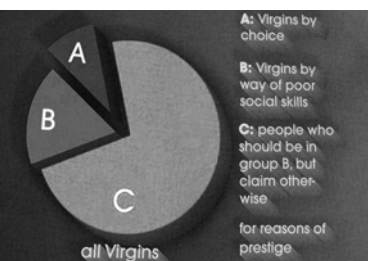 A
B
C
all Virgins
A: Virgins by
choice
B: Virgins by
way of poor
social skills
C: people who
should be in
group B, but
claim other-
wise
for reasons of
prestige